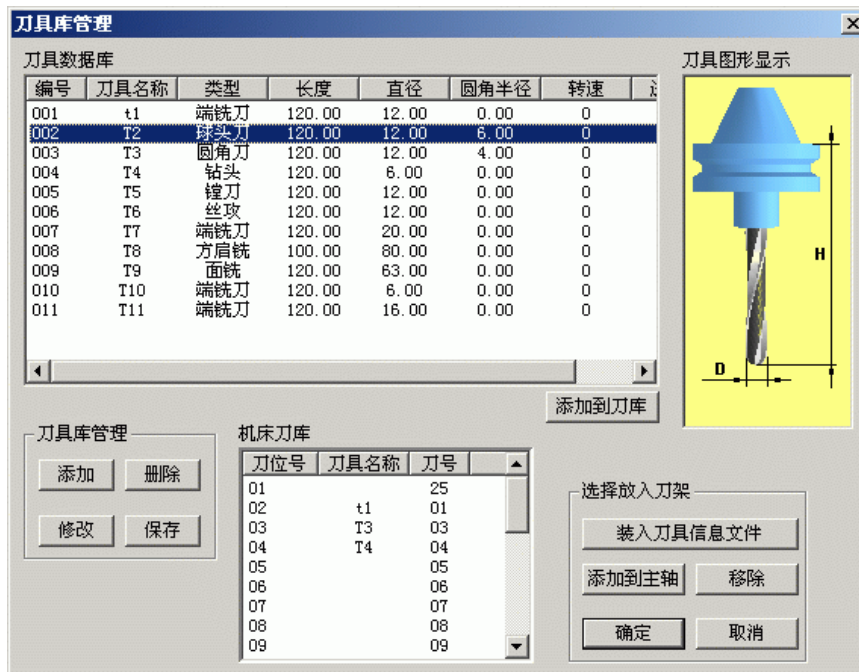 刀具库管理
刀具数据库
编号 刀具名称 类型 长度 直径 圆角半径 转速
001 t1 端铣刀 120.00 12.00 0.00 0
002 T2 球头刀 120.00 12.00 6.00 0
003 T3 圆角刀 120.00 12.00 4.00 0
004 T4 钻头 120.00 6.00 0.00 0
005 T5 镗刀 120.00 12.00 0.00 0
006 T6 丝攻 120.00 12.00 0.00 0
007 T7 端铣刀 120.00 20.00 0.00 0
008 T8 方肩铣 100.00 80.00 0.00 0
009 T9 面铣 120.00 63.00 0.00 0
010 T10 端铣刀 120.00 6.00 0.00 0
011 T11 端铣刀 120.00 16.00 0.00 0
添加到刀库
刀具图形显示
H
D
刀具库管理
添加 删除
修改 保存
机床刀库
刀位号 刀具名称 刀号
01 25
02 t1 01
03 T3 03
04 T4 04
05 05
06 06
07 07
08 08
09 09
选择放入刀架
装入刀具信息文件
添加到主轴 移除
确定 取消